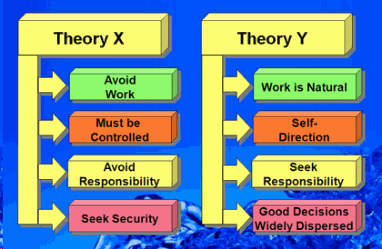 Theory X
Avoid
Work
Must be
Controlled
Avoid
Responsibility
Seek Security
Theory Y
Work is Natural
Self-
Direction
Seek
Responsibility
Good Decisions
Widely Dispersed